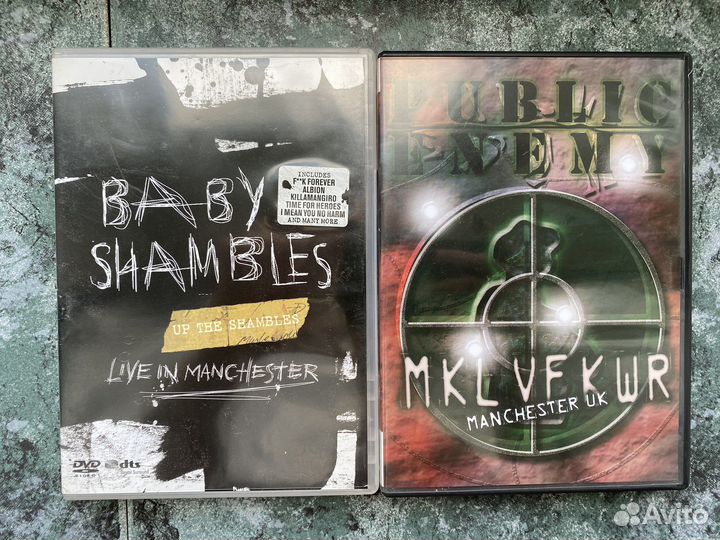 BABY
SHAMBLES
INCLUDES
F**K FOREVER
ALBION
KILLAMANGIRO
TIME FOR HEROES
I MEAN YOU NO HARM
AND MANY MORE
UP THE SHAMBLES
LIVE IN MANCHESTER
DVD
VIDEO
dts
PUBLIC
ENEMY
MKLVFKWR
MANCHESTER UK
Avito